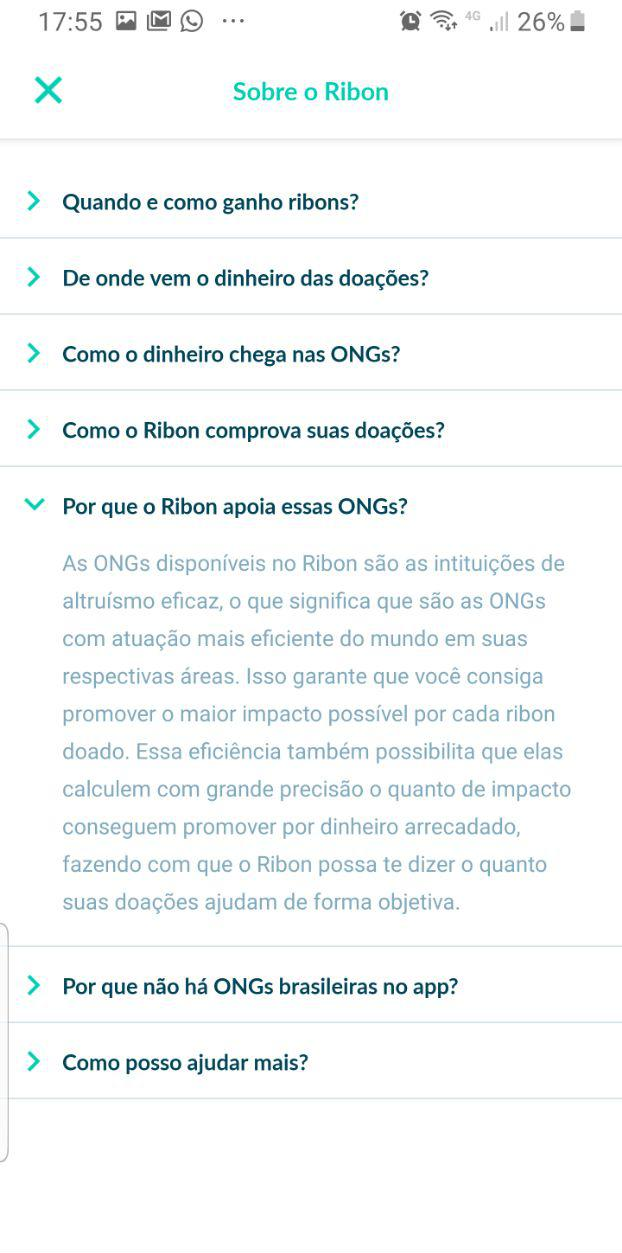 17:55
4G
26%
Sobre o Ribon
Quando e como ganho ribons?
De onde vem o dinheiro das doações?
Como o dinheiro chega nas ONGs?
Como o Ribon comprova suas doações?
Por que o Ribon apoia essas ONGs?
As ONGs disponíveis no Ribon são as intituições de
altruísmo eficaz, o que significa que são as ONGs
com atuação mais eficiente do mundo em suas
respectivas áreas. Isso garante que você consiga
promover o maior impacto possível por cada ribon
doado. Essa eficiência também possibilita que elas
calculem com grande precisão o quanto de impacto
conseguem promover por dinheiro arrecadado,
fazendo com que o Ribon possa te dizer o quanto
suas doações ajudam de forma objetiva.
Por que não há ONGs brasileiras no app?
Como posso ajudar mais?